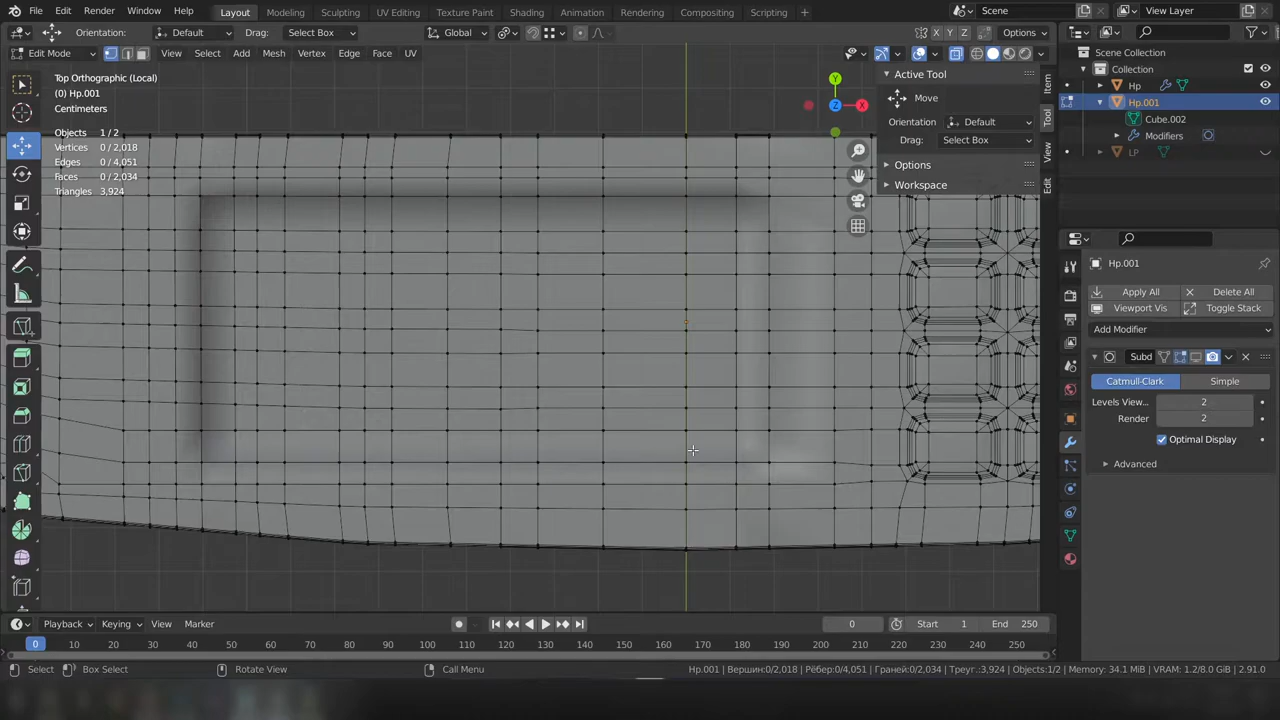 File Edit Render Window Help Layout Modeling Sculpting UV Editing Texture Paint Shading Animation Rendering Compositing Scripting Scene View Layer
Orientation: Default Drag: Select Box Global X Y Z Options
Edit Mode View Select Add Mesh Vertex Edge Face UV
Top Orthographic (Local)
(0) Hp.001
Centimeters
Objects 1/2
Vertices 0/2,018
Edges 0/4,051
Faces 0/2,034
Triangles 3,924
Y
Z
X
Active Tool
Move
Orientation Default
Drag: Select Box
Options
Workspace
Item
Tool
View
Edit
Scene Collection
Collection
Hp
Hp.001
Cube.002
Modifiers
LP
Hp.001
Apply All Delete All
Viewport Vis Toggle Stack
Add Modifier
Subd
Catmull-Clark Simple
Levels View... 2
Render 2
Optimal Display
Advanced
Playback Keying View Marker 0 Start 1 End 250
0 10 20 30 40 50 60 70 80 90 100 110 120 130 140 150 160 170 180 190 200 210 220 230 240 250
Select Box Select Rotate View Call Menu Hp.001 | Вершин:0/2,018 | Рёбер:0/4,051 | Граней:0/2,034 | Треуг.:3,924 | Objects:1/2 | Memory: 34.1 MiB | VRAM: 1.2/8.0 GiB | 2.91.0